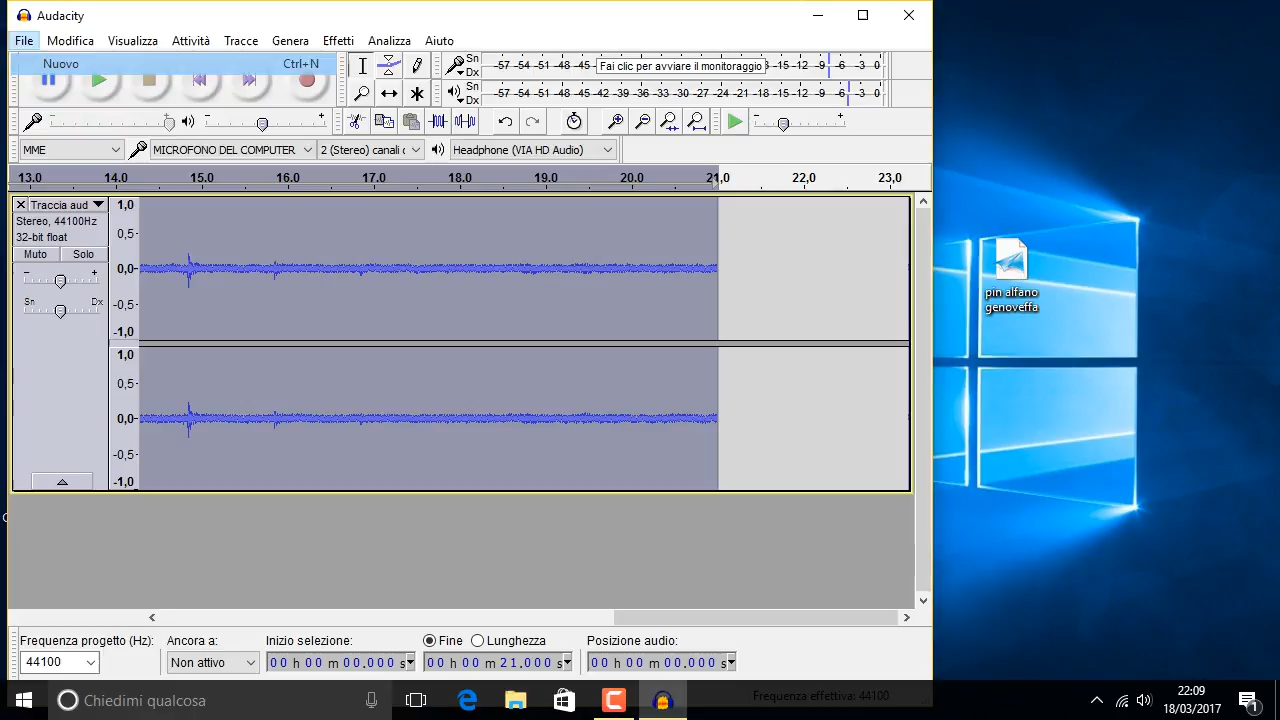 Audacity
File Modifica Visualizza Attività Tracce Genera Effetti Analizza Aiuto
Nuovo Ctrl+N
Sn Dx -57 -54 -51 -48 -45 Fai clic per avviare il monitoraggio -15 -12 -9 -6 -3 0
Sn Dx -57 -54 -51 -48 -45 -42 -39 -36 -33 -30 -27 -24 -21 -18 -15 -12 -9 -6 -3 0
MME MICROFONO DEL COMPUTER 2 (Stereo) canali Headphone (VIA HD Audio)
13.0 14.0 15.0 16.0 17.0 18.0 19.0 20.0 21,0 22,0 23,0
Traccia aud
Stereo, 44100Hz
32-bit float
Muto Solo
- +
Sn Dx
1,0
0,5-
0,0-
-0,5-
-1,0
1,0
0,5-
0,0-
-0,5-
-1,0
pin alfano
genoveffa
Frequenza progetto (Hz): Ancora a: Inizio selezione: Fine Lunghezza Posizione audio:
44100 Non attivo 00 h 00 m 00.000 s 00 h 00 m 21.000 s 00 h 00 m 00.000 s
Frequenza effettiva: 44100
Chiedimi qualcosa
22:09
18/03/2017
1